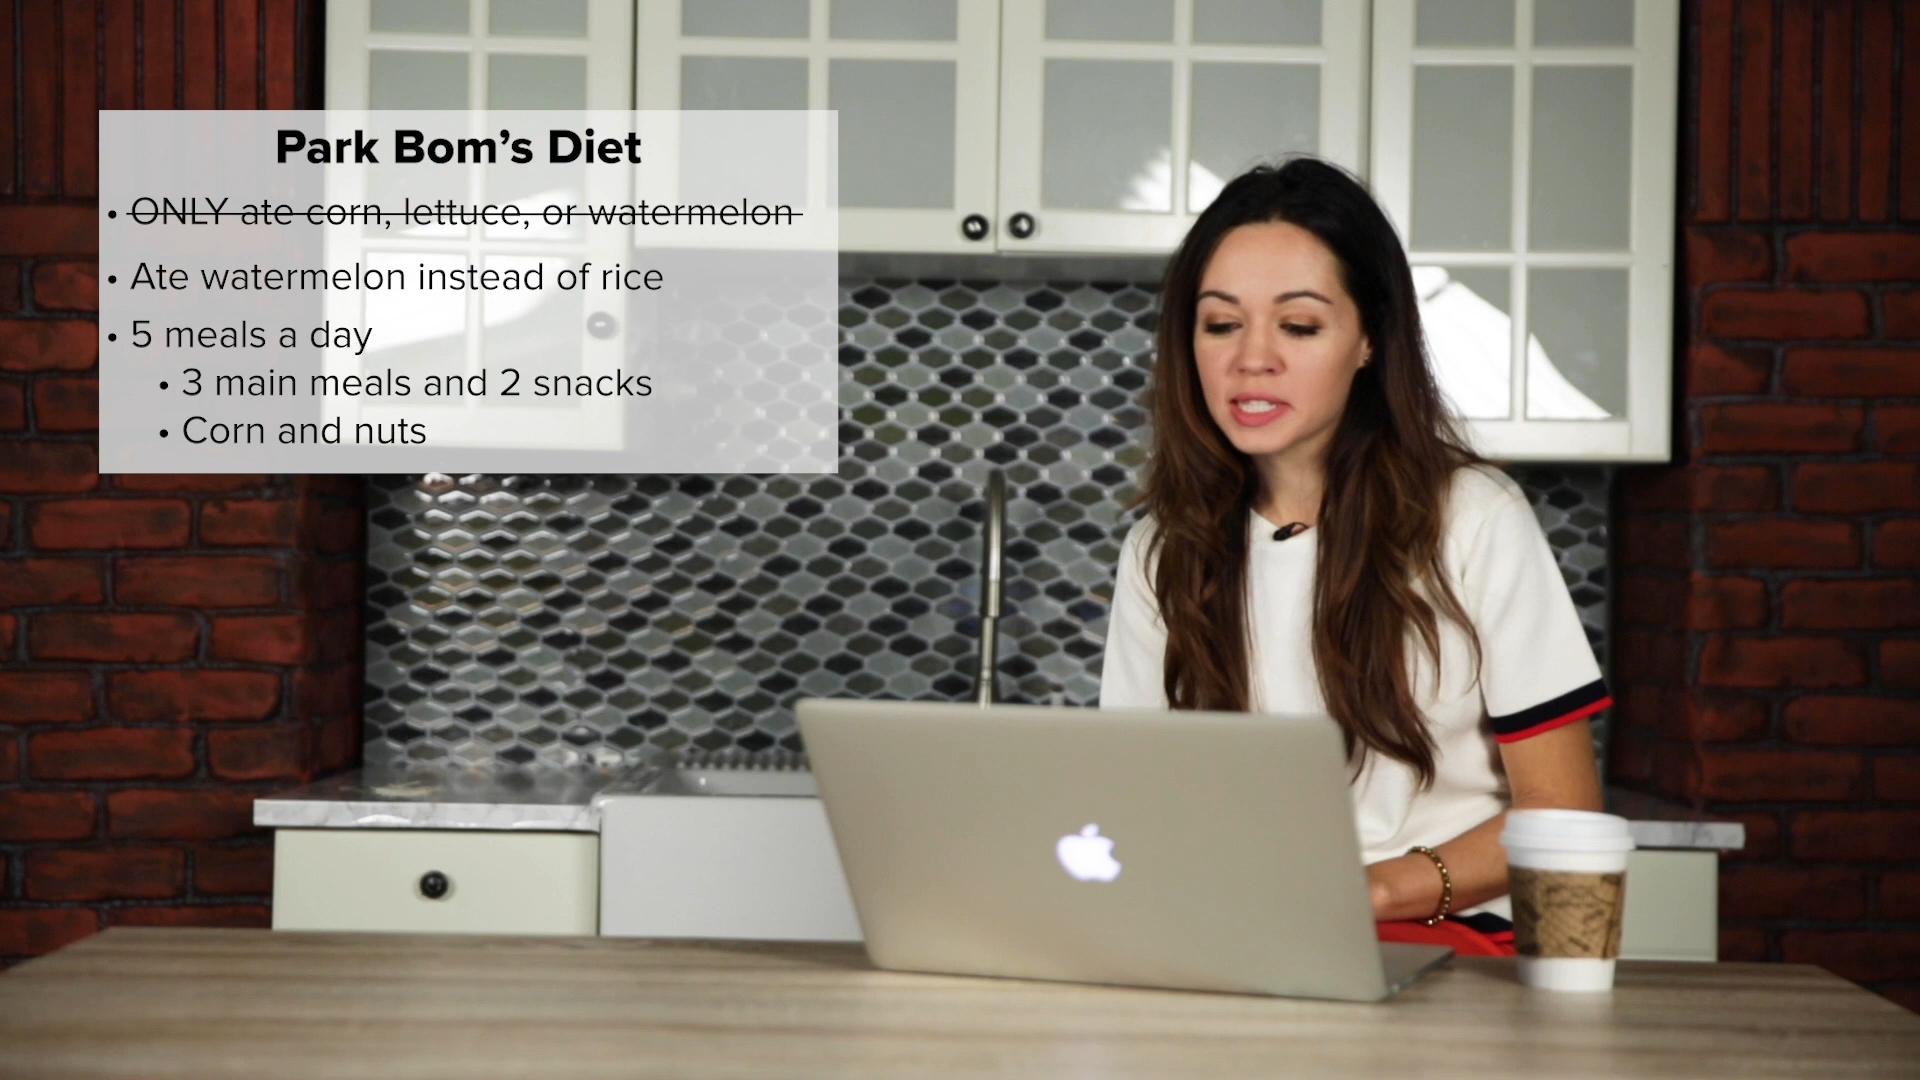 Park Bom's Diet
• ONLY ate corn, lettuce, or watermelon
• Ate watermelon instead of rice
• 5 meals a day
• 3 main meals and 2 snacks
• Corn and nuts